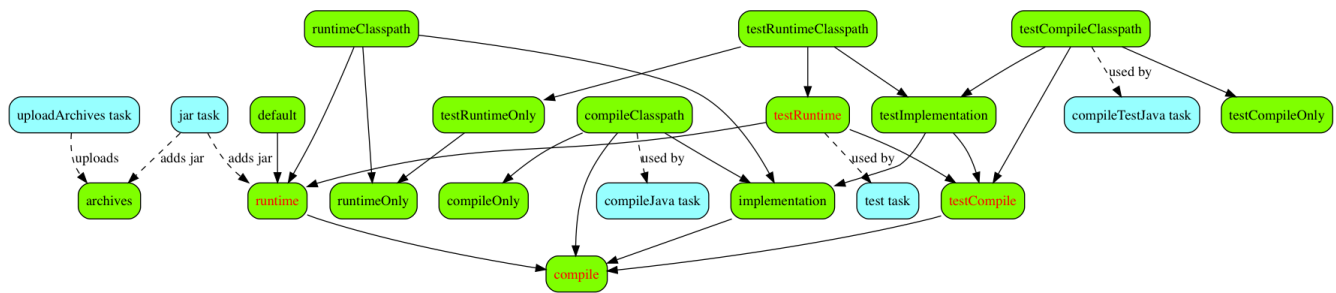 runtimeClasspath
testRuntimeClasspath
testCompileClasspath
used by
uploadArchives task
jar task
default
testRuntimeOnly
compileClasspath
testRuntime
testImplementation
compileTestJava task
testCompileOnly
uploads
adds jar
adds jar
used by
used by
archives
runtime
runtimeOnly
compileOnly
compileJava task
implementation
test task
testCompile
compile